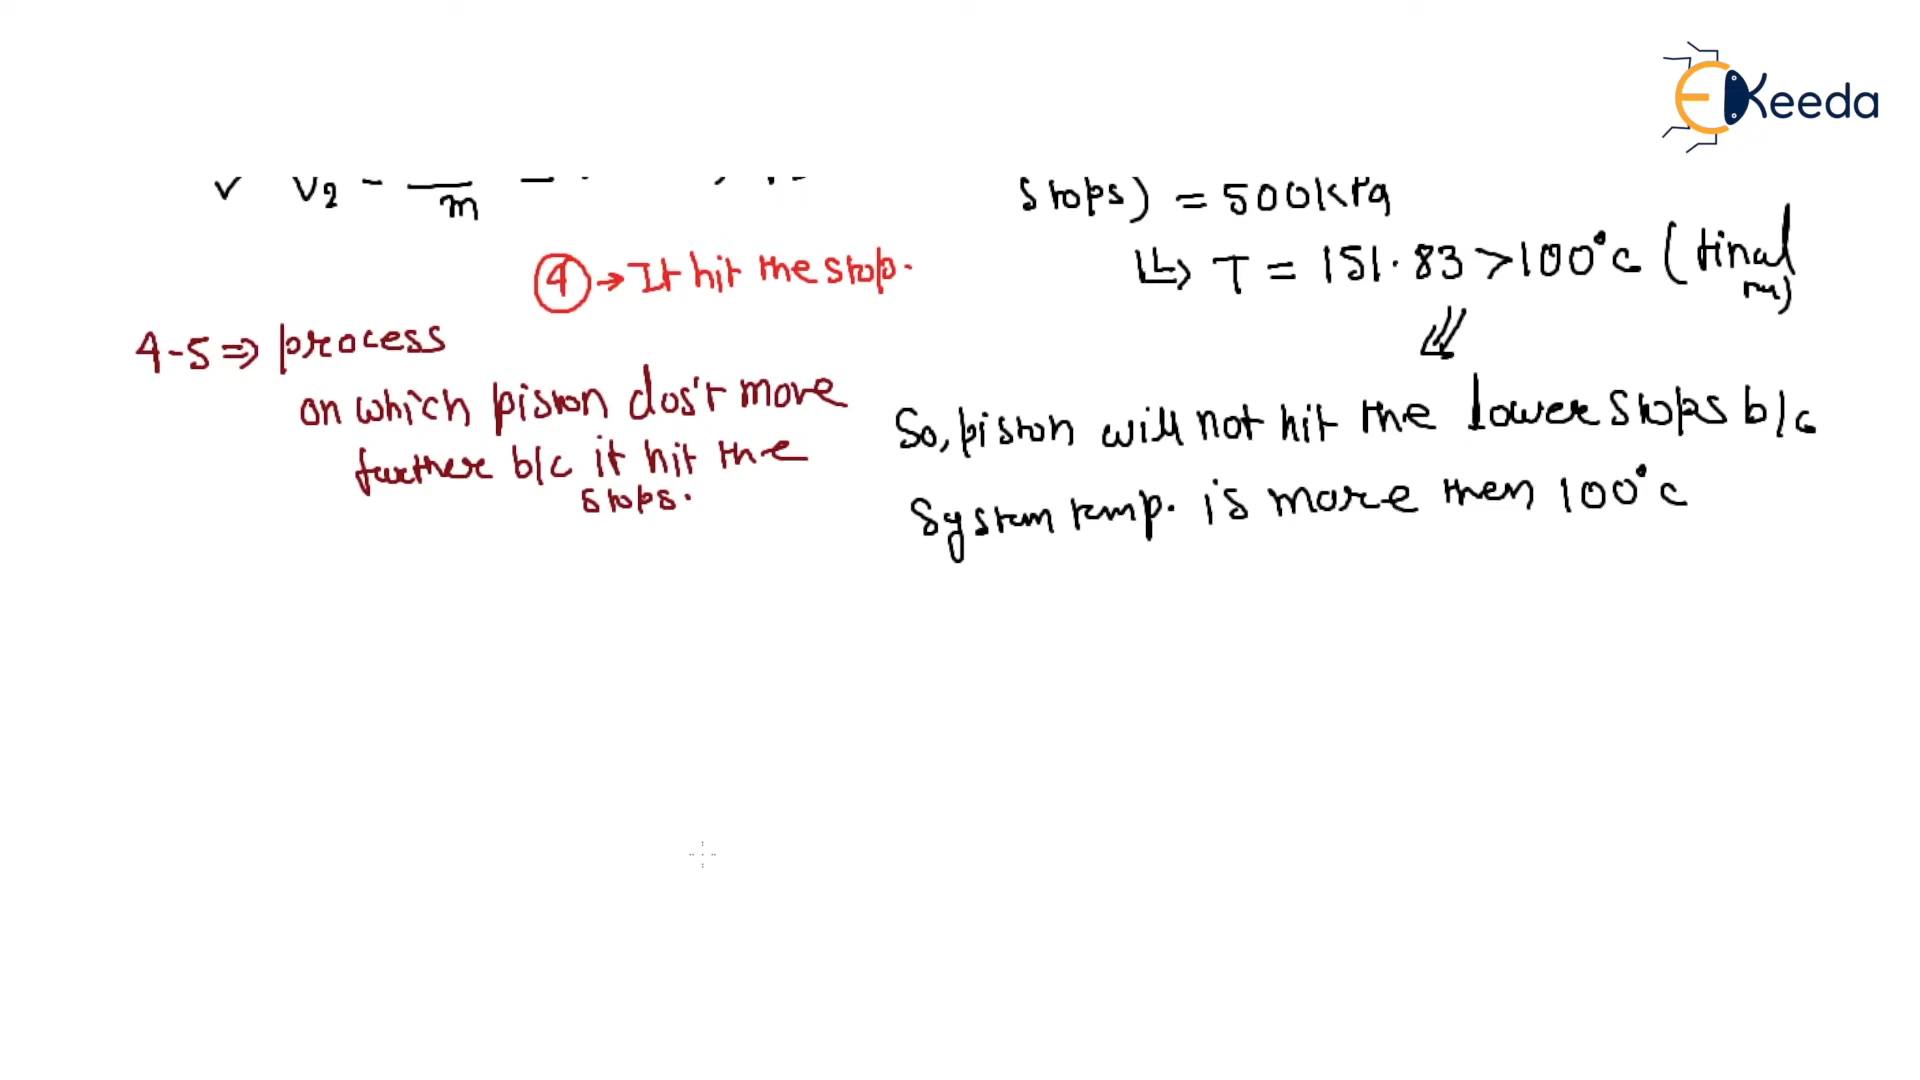 EKeeda
v2 = — =
m
④ → It hit the stop.
4-5 ⇒ process
on which piston dos't move
further b/c it hit the
stops.
stops) = 500kPa
↳ T = 151.83 > 100°c (final
So, piston will not hit the lower stops b/c
System temp. is more then 100°c